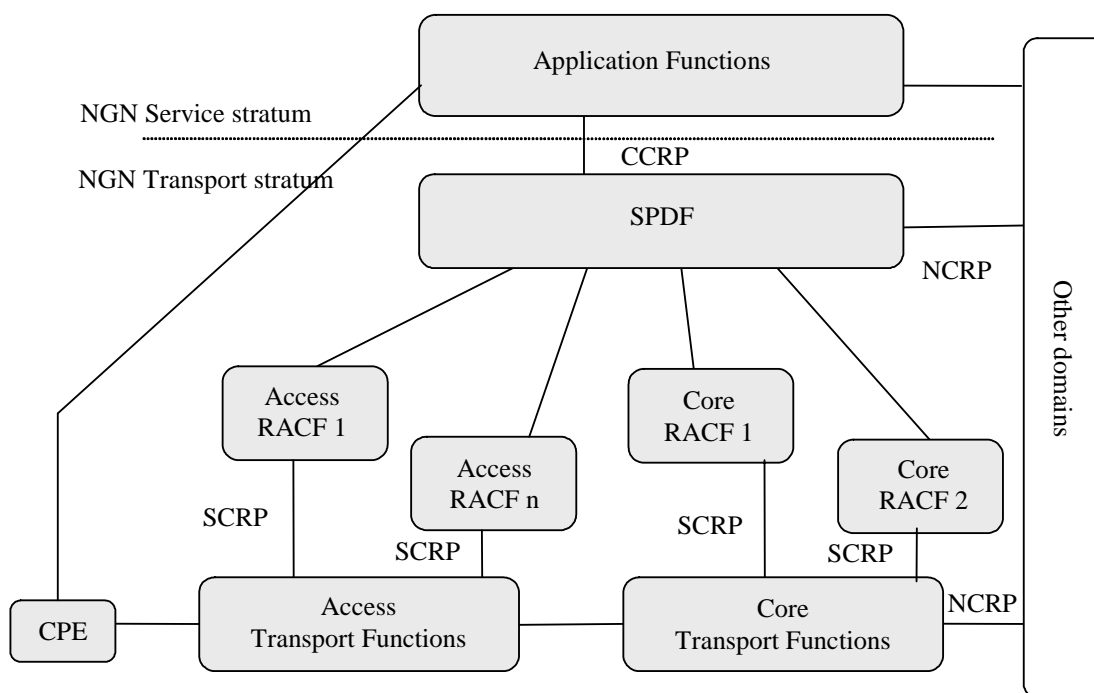 Application Functions
NGN Service stratum
CCRP
NGN Transport stratum
SPDF
NCRP
Other domains
Access
RACF 1
Core
RACF 1
Access
RACF n
Core
RACF 2
SCRP
SCRP
SCRP
SCRP
Access
Transport Functions
Core
Transport Functions
NCRP
CPE